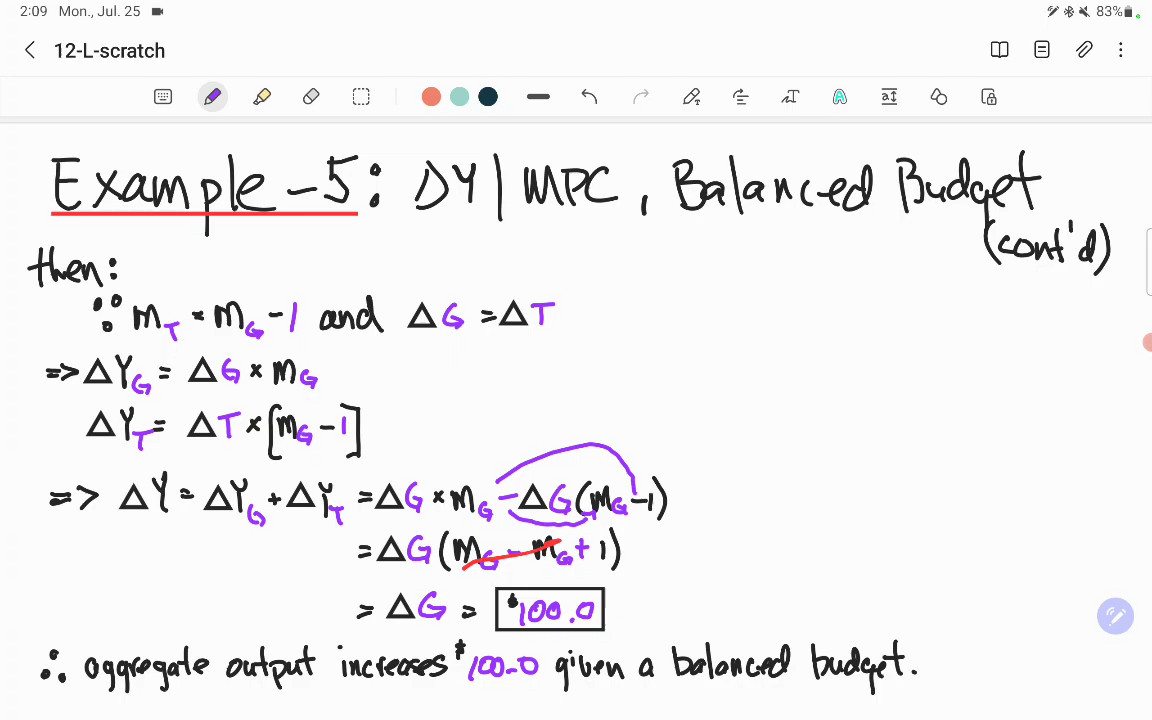 2:09 Mon., Jul. 25 83%
12-L-scratch
Example-5: ΔY | MPC, Balanced Budget
(cont'd)
then:
∵ m_T = m_G - 1 and ΔG = ΔT
=> ΔY_G = ΔG × m_G
ΔY_T = ΔT × [m_G - 1]
=> ΔY = ΔY_G + ΔY_T = ΔG × m_G - ΔG(m_G - 1)
= ΔG(m_G - m_G + 1)
= ΔG = $100.0
∴ aggregate output increases $100.0 given a balanced budget.